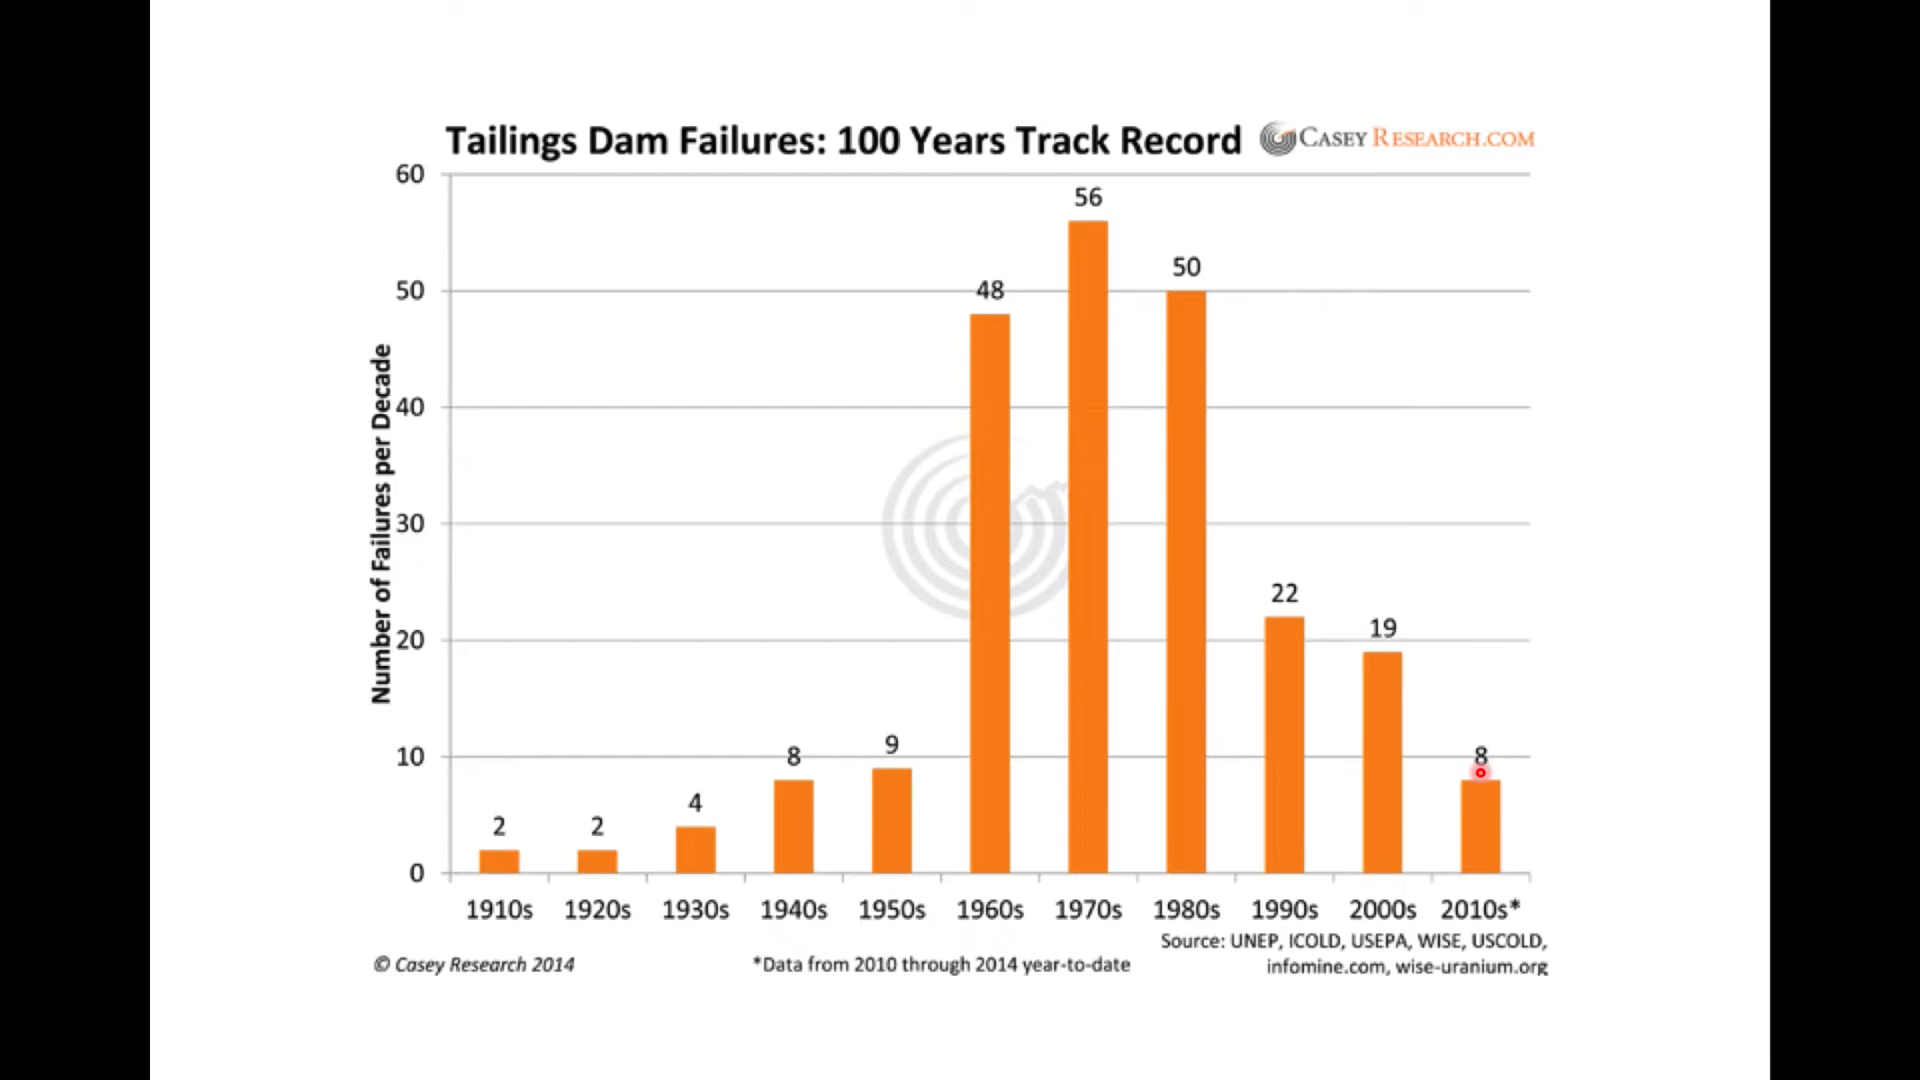 Tailings Dam Failures: 100 Years Track Record
CASEY RESEARCH.COM
Number of Failures per Decade
60
50
40
30
20
10
0
2
2
4
8
9
48
56
50
22
19
8
1910s 1920s 1930s 1940s 1950s 1960s 1970s 1980s 1990s 2000s 2010s*
Source: UNEP, ICOLD, USEPA, WISE, USCOLD,
infomine.com, wise-uranium.org
© Casey Research 2014
*Data from 2010 through 2014 year-to-date